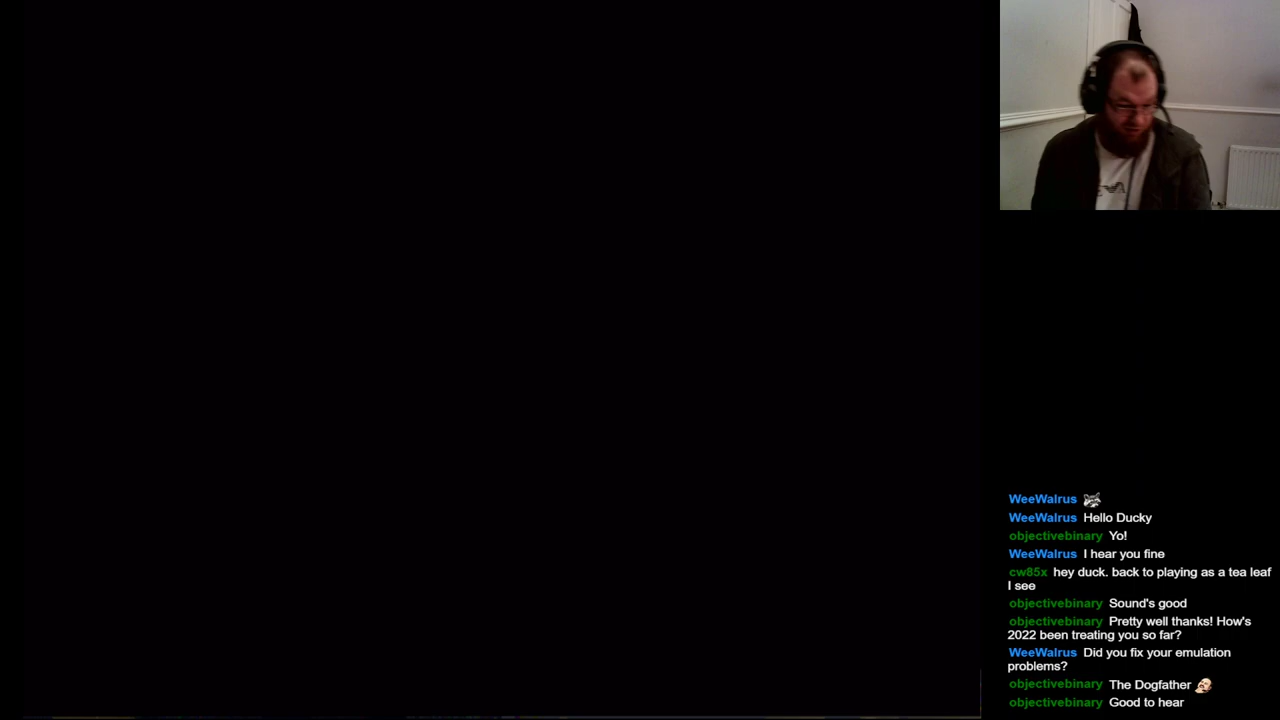 WeeWalrus
WeeWalrus Hello Ducky
objectivebinary Yo!
WeeWalrus I hear you fine
cw85x hey duck. back to playing as a tea leaf
I see
objectivebinary Sound's good
objectivebinary Pretty well thanks! How's
2022 been treating you so far?
WeeWalrus Did you fix your emulation
problems?
objectivebinary The Dogfather
objectivebinary Good to hear